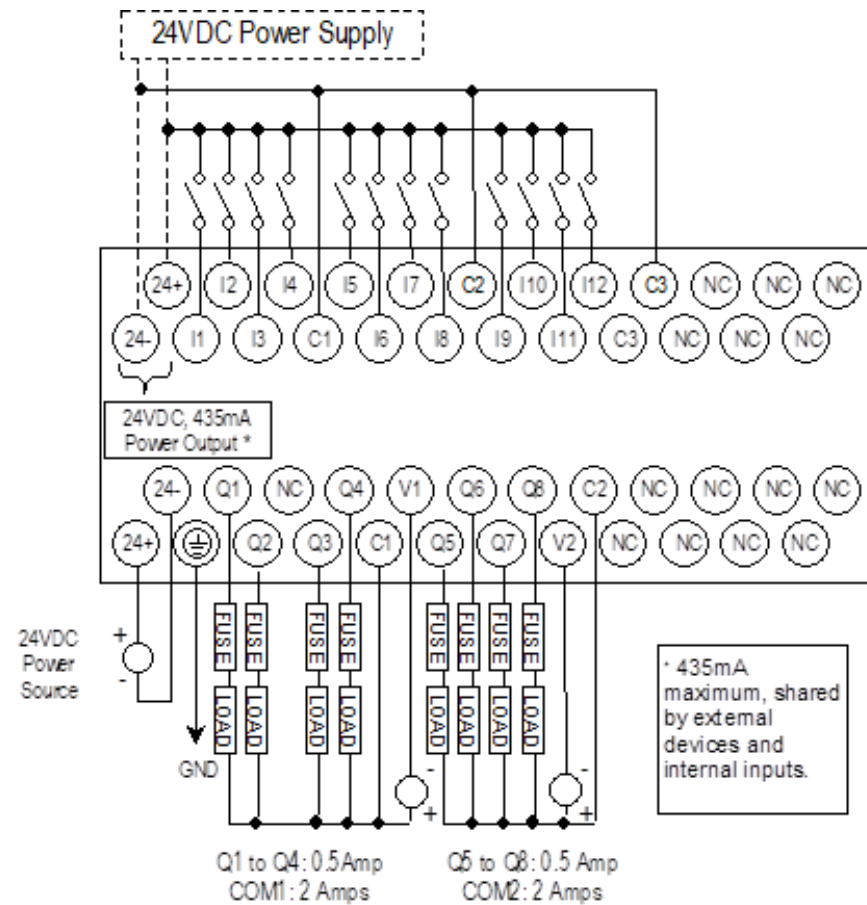 24VDC Power Supply
24+ I2 I4 I5 I7 C2 I10 I12 C3 NC NC NC
24- I1 I3 C1 I6 I8 I9 I11 C3 NC NC NC
24VDC, 435mA
Power Output *
24- Q1 NC Q4 V1 Q6 Q8 C2 NC NC NC NC
24+ Q2 Q3 C1 Q5 Q7 V2 NC NC NC NC
FUSE FUSE FUSE FUSE FUSE FUSE FUSE FUSE
LOAD LOAD LOAD LOAD LOAD LOAD LOAD LOAD
24VDC
Power
Source
+
-
GND
-
+
-
+
* 435mA
maximum, shared
by external
devices and
internal inputs.
Q1 to Q4: 0.5Amp
COM1: 2 Amps
Q5 to Q8: 0.5 Amp
COM2: 2 Amps